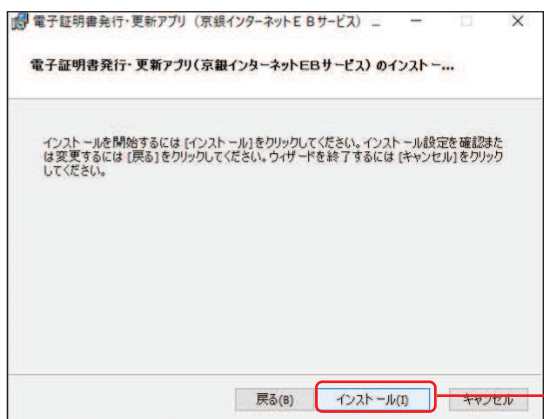 電子証明書発行・更新アプリ（京銀インターネットＥＢサービス） ...
電子証明書発行・更新アプリ(京銀インターネットEBサービス) のインストー...
インストールを開始するには [インストール]をクリックしてください。インストール設定を確認また
は変更するには [戻る]をクリックしてください。ウィザードを終了するには [キャンセル]をクリック
してください。
戻る(B) インストール(I) キャンセル